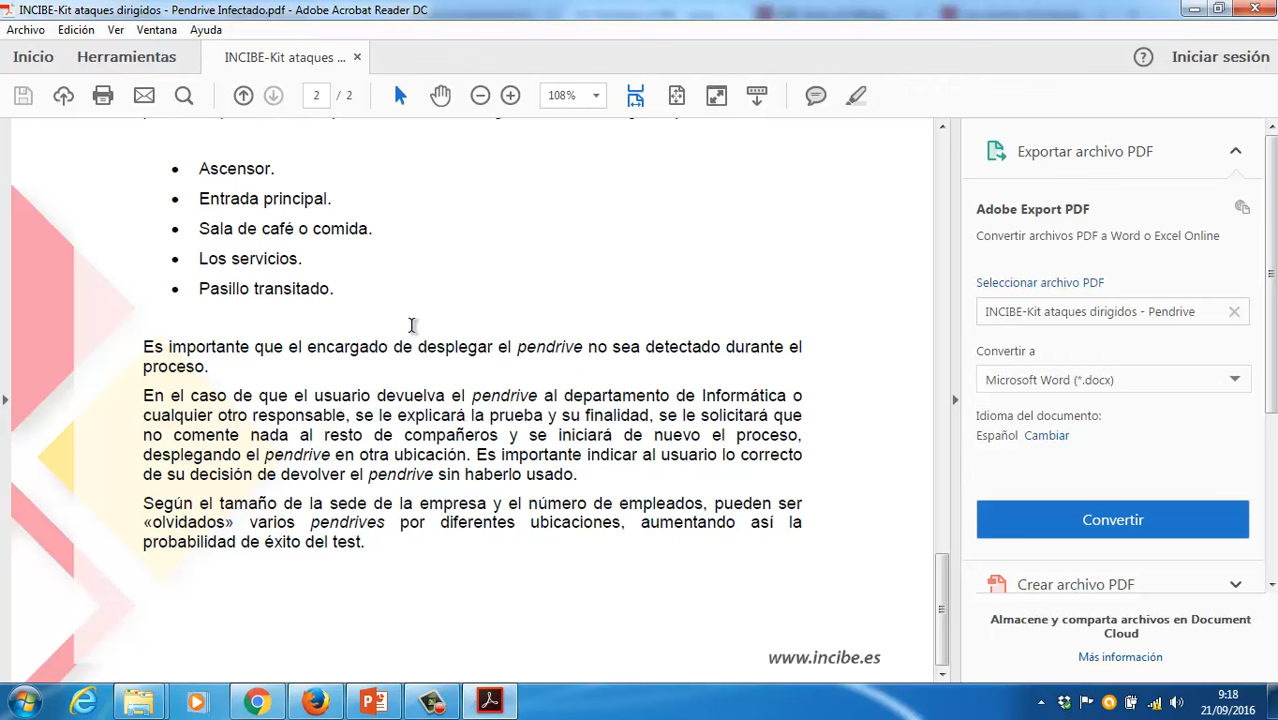 INCIBE-Kit ataques dirigidos - Pendrive Infectado.pdf - Adobe Acrobat Reader DC
Archivo Edición Ver Ventana Ayuda
Inicio Herramientas INCIBE-Kit ataques ... × Iniciar sesión
2 / 2 108%
• Ascensor.
• Entrada principal.
• Sala de café o comida.
• Los servicios.
• Pasillo transitado.
Es importante que el encargado de desplegar el pendrive no sea detectado durante el
proceso.
En el caso de que el usuario devuelva el pendrive al departamento de Informática o
cualquier otro responsable, se le explicará la prueba y su finalidad, se le solicitará que
no comente nada al resto de compañeros y se iniciará de nuevo el proceso,
desplegando el pendrive en otra ubicación. Es importante indicar al usuario lo correcto
de su decisión de devolver el pendrive sin haberlo usado.
Según el tamaño de la sede de la empresa y el número de empleados, pueden ser
«olvidados» varios pendrives por diferentes ubicaciones, aumentando así la
probabilidad de éxito del test.
www.incibe.es
Exportar archivo PDF
Adobe Export PDF
Convertir archivos PDF a Word o Excel Online
Seleccionar archivo PDF
INCIBE-Kit ataques dirigidos - Pendrive
Convertir a
Microsoft Word (*.docx)
Idioma del documento:
Español Cambiar
Convertir
Crear archivo PDF
Almacene y comparta archivos en Document
Cloud
Más información
9:18
21/09/2016